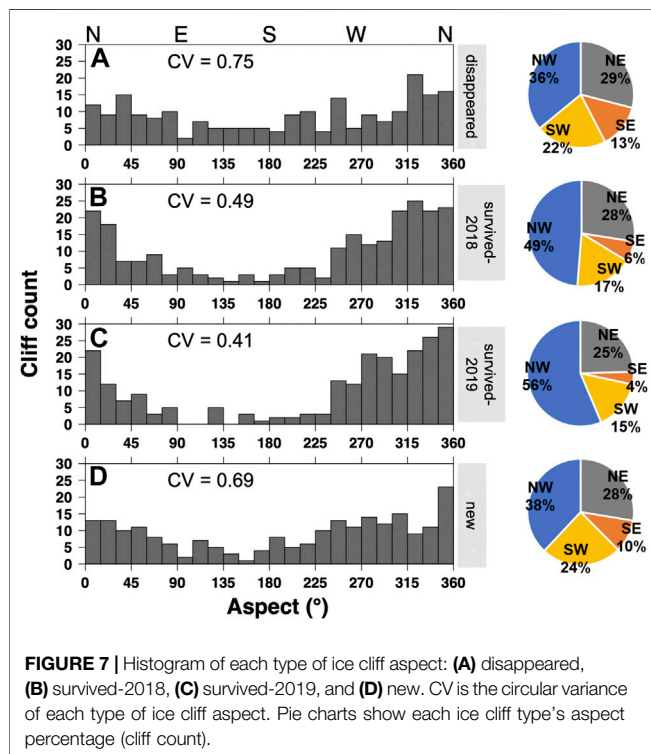 N E S W N
30
25
20
15
10
5
0
A
CV = 0.75
disappeared
0 45 90 135 180 225 270 315 360
NW
36%
NE
29%
SW
22%
SE
13%
30
25
20
15
10
5
0
B
CV = 0.49
survived-
2018
0 45 90 135 180 225 270 315 360
NW
49%
NE
28%
SE
6%
SW
17%
Cliff count
30
25
20
15
10
5
0
C
CV = 0.41
survived-
2019
0 45 90 135 180 225 270 315 360
NW
56%
NE
25%
SE
4%
SW
15%
30
25
20
15
10
5
0
D
CV = 0.69
new
0 45 90 135 180 225 270 315 360
Aspect (°)
NW
38%
NE
28%
SE
10%
SW
24%
FIGURE 7 | Histogram of each type of ice cliff aspect: (A) disappeared,
(B) survived-2018, (C) survived-2019, and (D) new. CV is the circular variance
of each type of ice cliff aspect. Pie charts show each ice cliff type's aspect
percentage (cliff count).